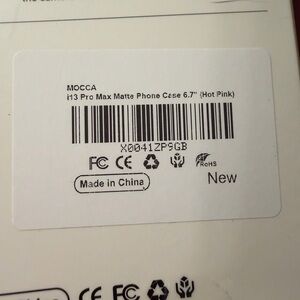 MOCCA
i13 Pro Max Matte Phone Case 6.7" (Hot Pink)
X0041ZP9GB
FC CE RoHS
Made in China
New
CE FC